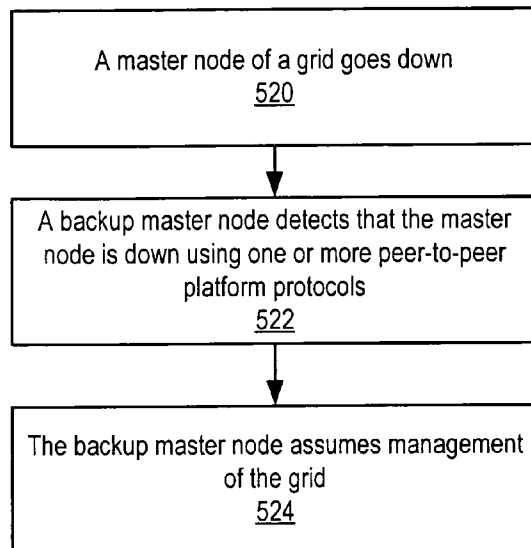 A master node of a grid goes down
520
A backup master node detects that the master
node is down using one or more peer-to-peer
platform protocols
522
The backup master node assumes management
of the grid
524